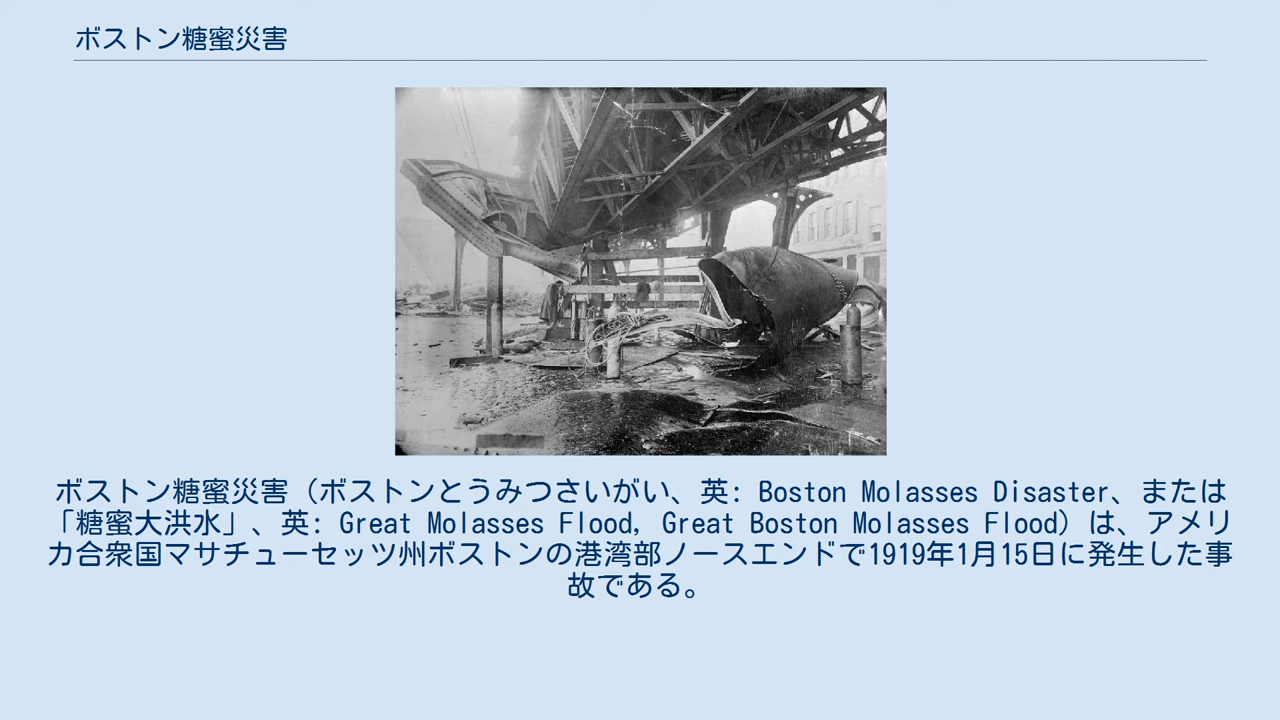 ボストン糖蜜災害
ボストン糖蜜災害（ボストンとうみつさいがい、英: Boston Molasses Disaster、または
「糖蜜大洪水」、英: Great Molasses Flood, Great Boston Molasses Flood）は、アメリ
カ合衆国マサチューセッツ州ボストンの港湾部ノースエンドで1919年1月15日に発生した事
故である。